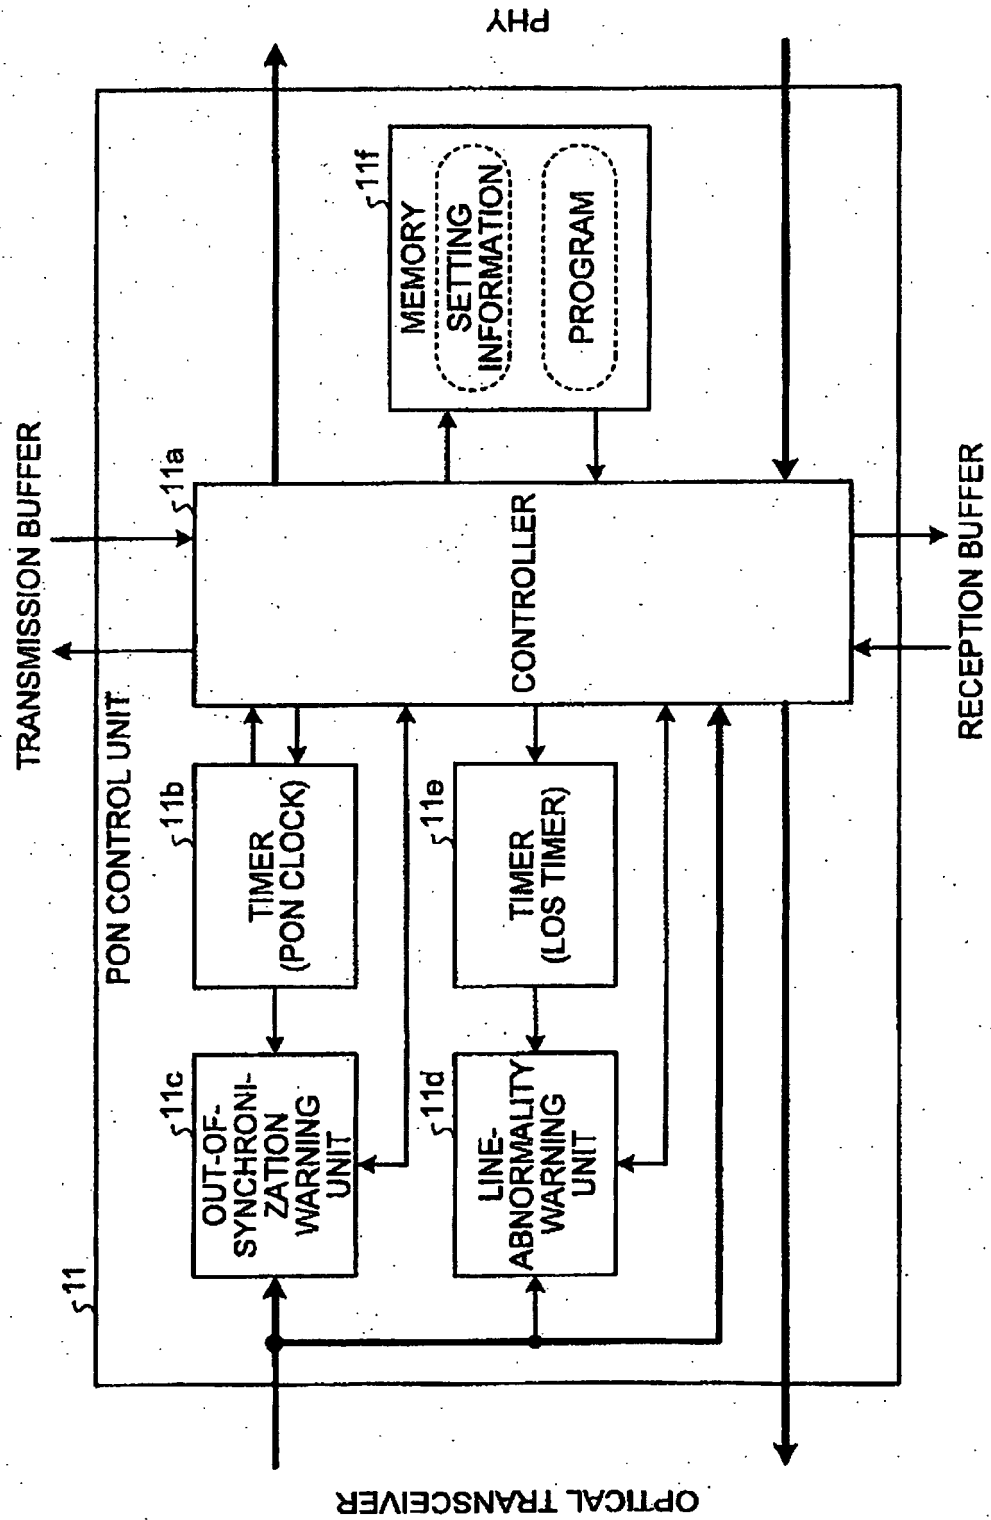 TRANSMISSION BUFFER
11
PON CONTROL UNIT
11a
11c
OUT-OF-
SYNCHRONI-
ZATION
WARNING
UNIT
11b
TIMER
(PON CLOCK)
11d
LINE-
ABNORMALITY
WARNING
UNIT
11e
TIMER
(LOS TIMER)
CONTROLLER
11f
MEMORY
SETTING
INFORMATION
PROGRAM
OPTICAL TRANSCEIVER
PHY
RECEPTION BUFFER